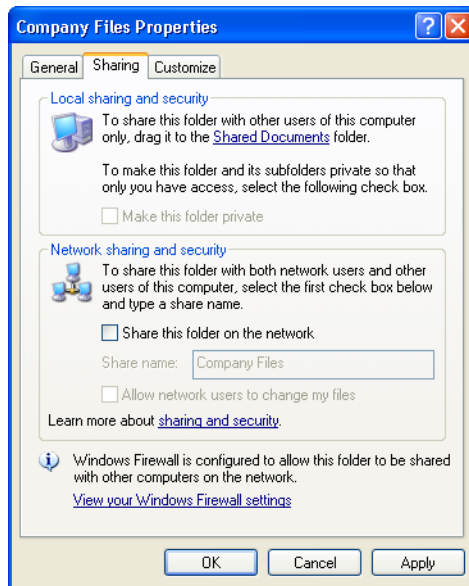 Company Files Properties
General Sharing Customize
Local sharing and security
To share this folder with other users of this computer
only, drag it to the Shared Documents folder.
To make this folder and its subfolders private so that
only you have access, select the following check box.
Make this folder private
Network sharing and security
To share this folder with both network users and other
users of this computer, select the first check box below
and type a share name.
Share this folder on the network
Share name: Company Files
Allow network users to change my files
Learn more about sharing and security.
Windows Firewall is configured to allow this folder to be shared
with other computers on the network.
View your Windows Firewall settings
OK Cancel Apply